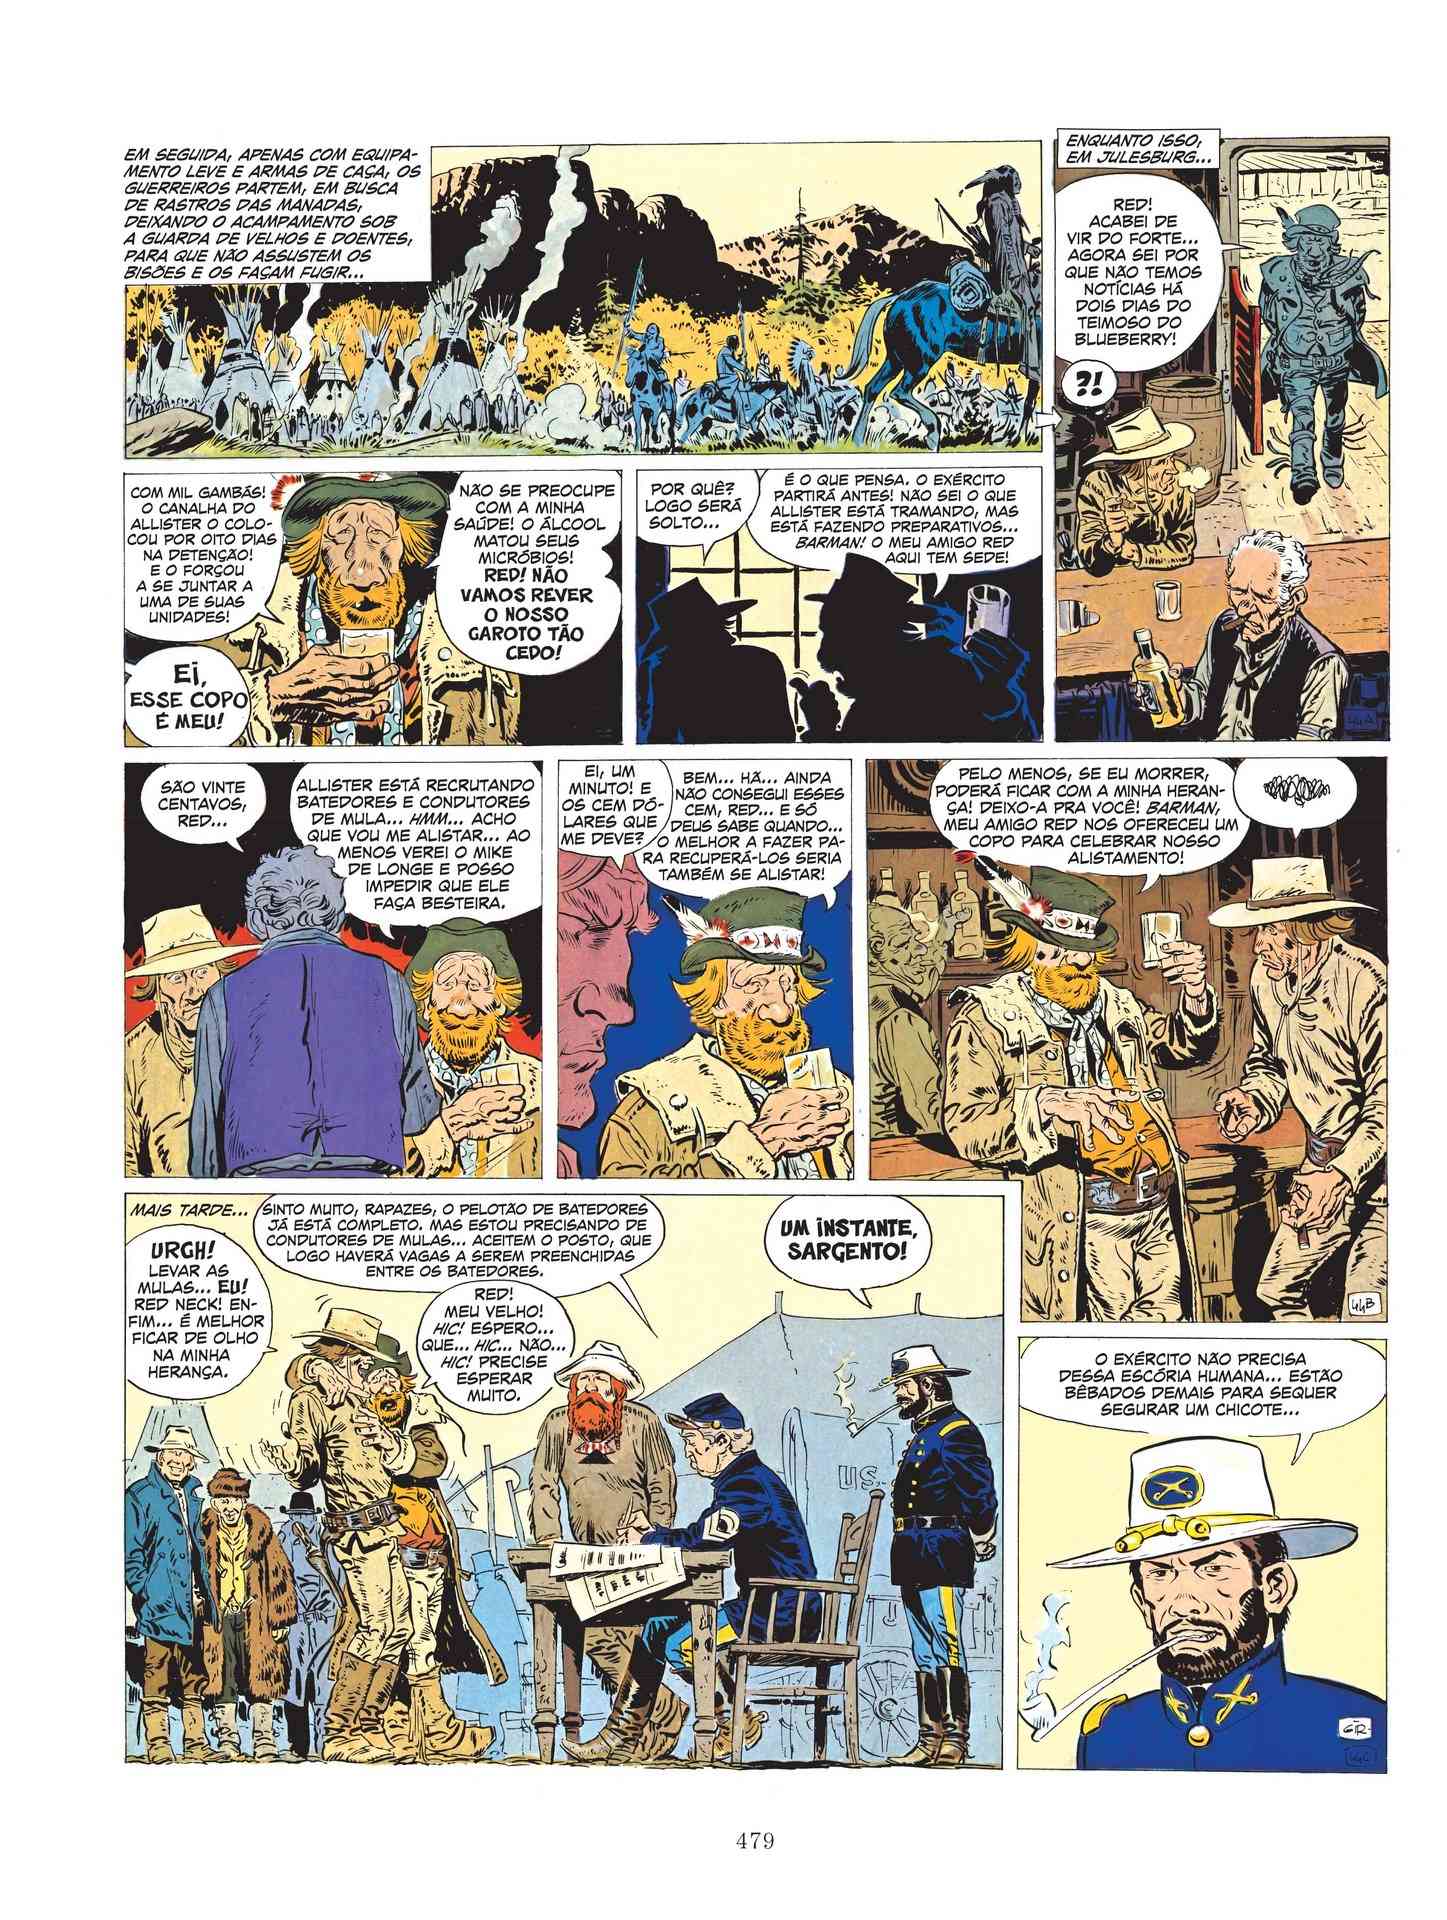 EM SEGUIDA, APENAS COM EQUIPA-
MENTO LEVE E ARMAS DE CAÇA, OS
GUERREIROS PARTEM, EM BUSCA
DE RASTROS DAS MANADAS,
DEIXANDO O ACAMPAMENTO SOB
A GUARDA DE VELHOS E DOENTES,
PARA QUE NÃO ASSUSTEM OS
BISÕES E OS FAÇAM FUGIR...
ENQUANTO ISSO,
EM JULESBURG...
RED!
ACABEI DE
VIR DO FORTE...
AGORA SEI POR
QUE NÃO TEMOS
NOTÍCIAS HÁ
DOIS DIAS DO
TEIMOSO DO
BLUEBERRY!
?!
44A
COM MIL GAMBÁS!
O CANALHA DO
ALLISTER O COLO-
COU POR OITO DIAS
NA DETENÇÃO!
E O FORÇOU
A SE JUNTAR A
UMA DE SUAS
UNIDADES!
EI,
ESSE COPO
É MEU!
NÃO SE PREOCUPE
COM A MINHA
SAÚDE! O ÁLCOOL
MATOU SEUS
MICRÓBIOS!
RED! NÃO
VAMOS REVER
O NOSSO
GAROTO TÃO
CEDO!
POR QUÊ?
LOGO SERÁ
SOLTO...
É O QUE PENSA. O EXÉRCITO
PARTIRÁ ANTES! NÃO SEI O QUE
ALLISTER ESTÁ TRAMANDO, MAS
ESTÁ FAZENDO PREPARATIVOS...
BARMAN! O MEU AMIGO RED
AQUI TEM SEDE!
SÃO VINTE
CENTAVOS,
RED...
ALLISTER ESTÁ RECRUTANDO
BATEDORES E CONDUTORES
DE MULA... HMM... ACHO
QUE VOU ME ALISTAR... AO
MENOS VEREI O MIKE
DE LONGE E POSSO
IMPEDIR QUE ELE
FAÇA BESTEIRA.
EI, UM
MINUTO! E
OS CEM DÓ-
LARES QUE
ME DEVE?
BEM... HÃ... AINDA
NÃO CONSEGUI ESSES
CEM, RED... E SÓ
DEUS SABE QUANDO...
O MELHOR A FAZER PA-
RA RECUPERÁ-LOS SERIA
TAMBÉM SE ALISTAR!
PELO MENOS, SE EU MORRER,
PODERÁ FICAR COM A MINHA HERAN-
ÇA! DEIXO-A PRA VOCÊ! BARMAN,
MEU AMIGO RED NOS OFERECEU UM
COPO PARA CELEBRAR NOSSO
ALISTAMENTO!
44B
MAIS TARDE...
URGH!
LEVAR AS
MULAS... EU!
RED NECK! EN-
FIM... É MELHOR
FICAR DE OLHO
NA MINHA
HERANÇA.
SINTO MUITO, RAPAZES, O PELOTÃO DE BATEDORES
JÁ ESTÁ COMPLETO. MAS ESTOU PRECISANDO DE
CONDUTORES DE MULAS... ACEITEM O POSTO, QUE
LOGO HAVERÁ VAGAS A SEREM PREENCHIDAS
ENTRE OS BATEDORES.
RED!
MEU VELHO!
HIC! ESPERO...
QUE... HIC... NÃO...
HIC! PRECISE
ESPERAR
MUITO.
UM INSTANTE,
SARGENTO!
US.
O EXÉRCITO NÃO PRECISA
DESSA ESCÓRIA HUMANA... ESTÃO
BÊBADOS DEMAIS PARA SEQUER
SEGURAR UM CHICOTE...
GIR
44C
479